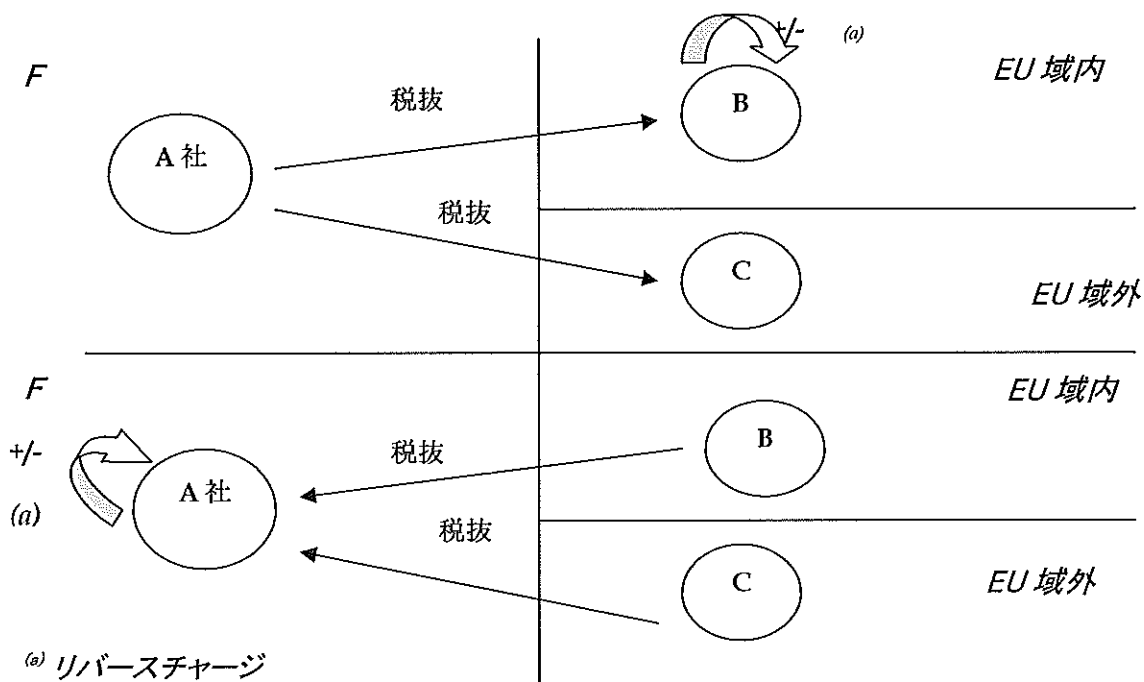 F
+/- (a)
EU 域内
B
税抜
A 社
税抜
C
EU 域外
F
EU 域内
+/-
B
税抜
A 社
(a)
税抜
C
EU 域外
(a) リバースチャージ